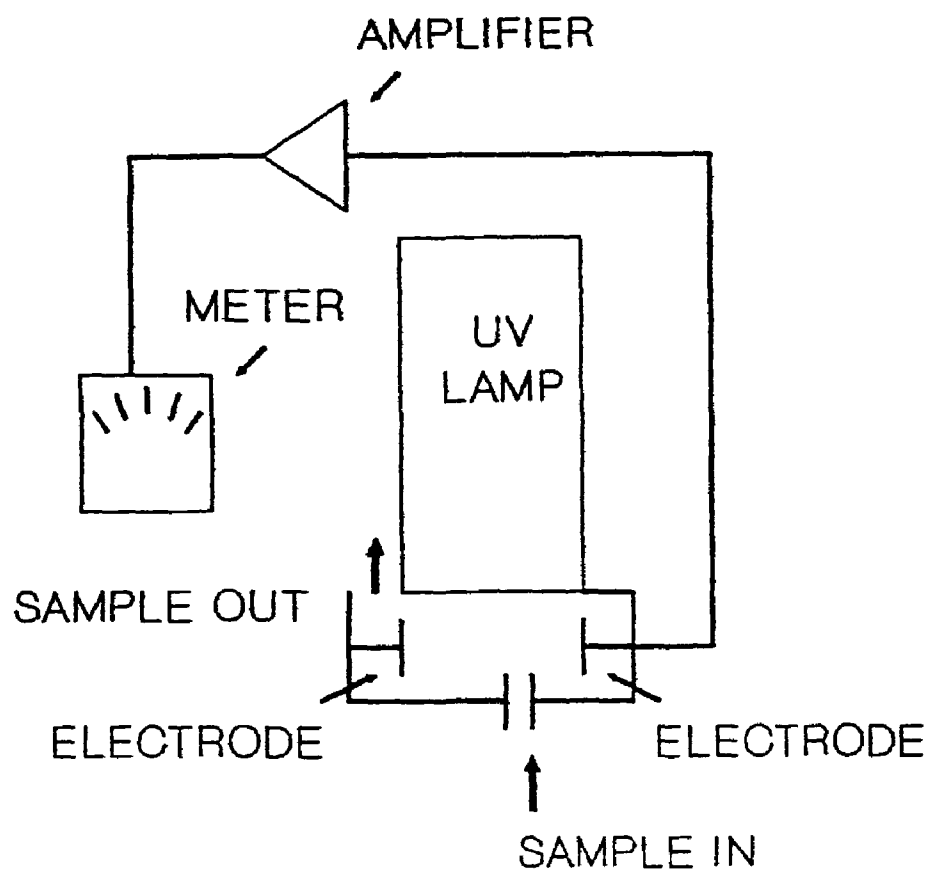 AMPLIFIER
METER
UV
LAMP
SAMPLE OUT
ELECTRODE
ELECTRODE
SAMPLE IN